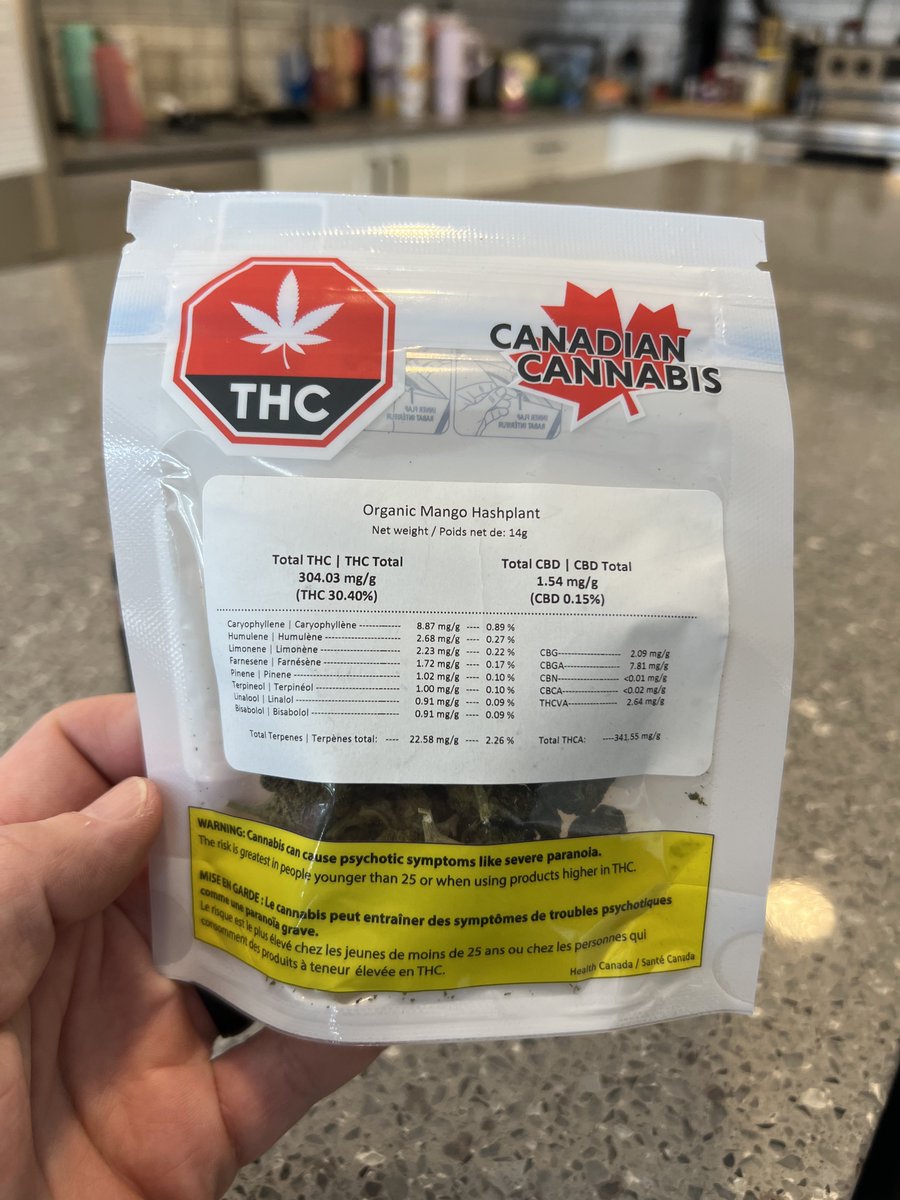 THC
CANADIAN
CANNABIS
INNER FLAP
RABAT INTÉRIEUR
INNER FLAP
RABAT INTÉRIEUR
Organic Mango Hashplant
Net weight / Poids net de: 14g
Total THC | THC Total
304.03 mg/g
(THC 30.40%)
Total CBD | CBD Total
1.54 mg/g
(CBD 0.15%)
Caryophyllene | Caryophyllène ------------ 8.87 mg/g ---- 0.89 %
Humulene | Humulène ---------------------- 2.68 mg/g ---- 0.27 %
Limonene | Limonène ---------------------- 2.23 mg/g ---- 0.22 %
Farnesene | Farnésène -------------------- 1.72 mg/g ---- 0.17 %
Pinene | Pinene -------------------------- 1.02 mg/g ---- 0.10 %
Terpineol | Terpinéol -------------------- 1.00 mg/g ---- 0.10 %
Linalool | Linalol ----------------------- 0.91 mg/g ---- 0.09 %
Bisabolol | Bisabolol -------------------- 0.91 mg/g ---- 0.09 %
Total Terpenes | Terpènes total: ---- 22.58 mg/g ---- 2.26 %
CBG-------------------- 2.09 mg/g
CBGA------------------- 7.81 mg/g
CBN-------------------- <0.01 mg/g
CBCA------------------- <0.02 mg/g
THCVA------------------ 2.64 mg/g
Total THCA: ----341.55 mg/g
WARNING: Cannabis can cause psychotic symptoms like severe paranoia.
The risk is greatest in people younger than 25 or when using products higher in THC.
MISE EN GARDE : Le cannabis peut entraîner des symptômes de troubles psychotiques
comme une paranoïa grave.
Le risque est le plus élevé chez les jeunes de moins de 25 ans ou chez les personnes qui
consomment des produits à teneur élevée en THC.
Health Canada / Santé Canada